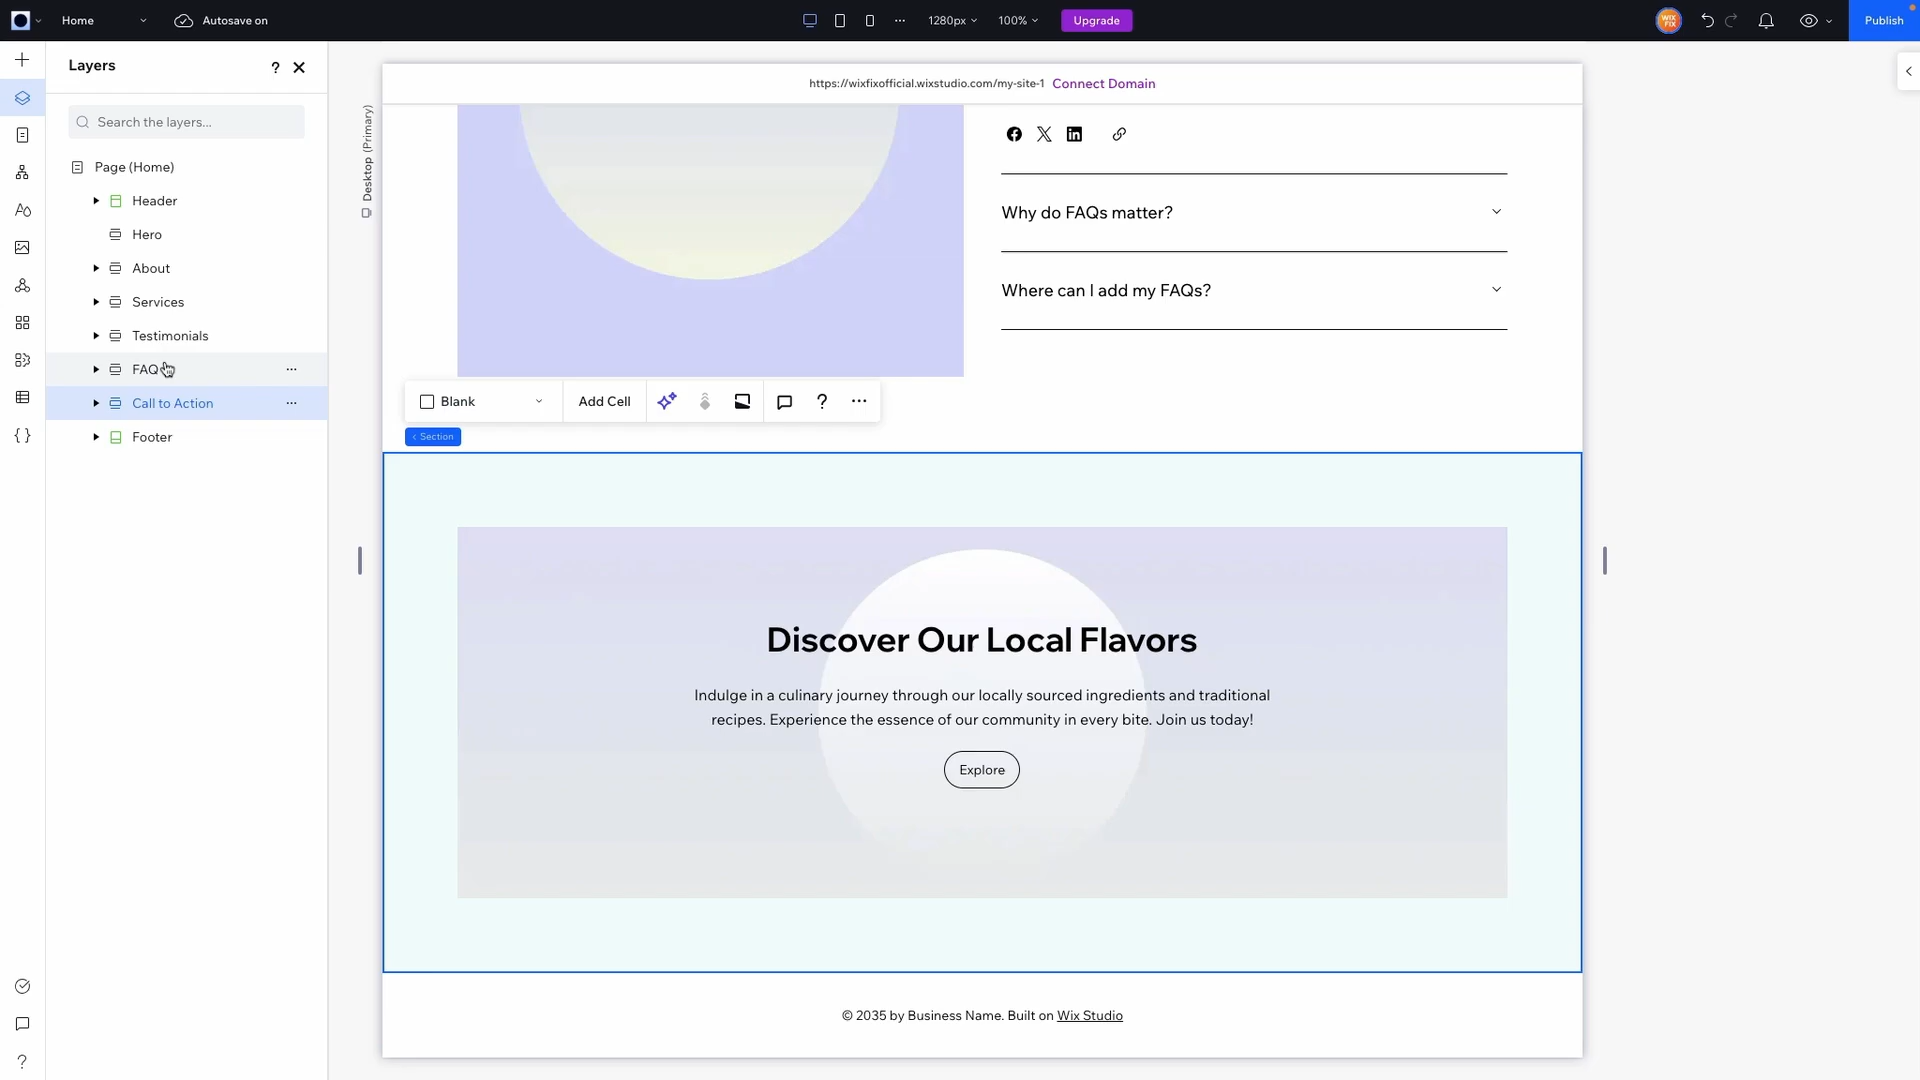 Home
Autosave on
1280px
100%
Upgrade
WIX FIX
Publish
Layers
?
Search the layers...
Page (Home)
Header
Hero
About
Services
Testimonials
FAQ
Call to Action
Footer
?
Desktop (Primary)
https://wixfixofficial.wixstudio.com/my-site-1 Connect Domain
Why do FAQs matter?
Where can I add my FAQs?
Blank
Add Cell
?
< Section
Discover Our Local Flavors
Indulge in a culinary journey through our locally sourced ingredients and traditional
recipes. Experience the essence of our community in every bite. Join us today!
Explore
© 2035 by Business Name. Built on Wix Studio